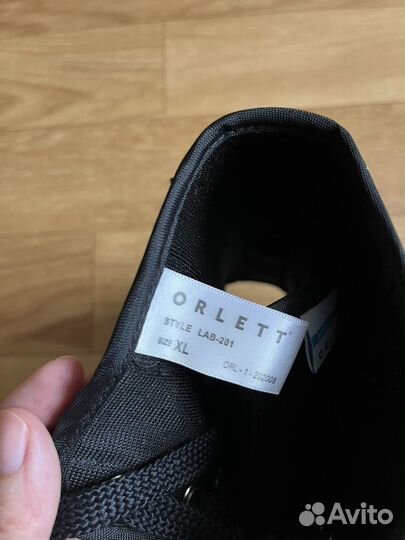 ORLETT®
STYLE LAB-201
SIZE XL
ORL-1-202008
Avito